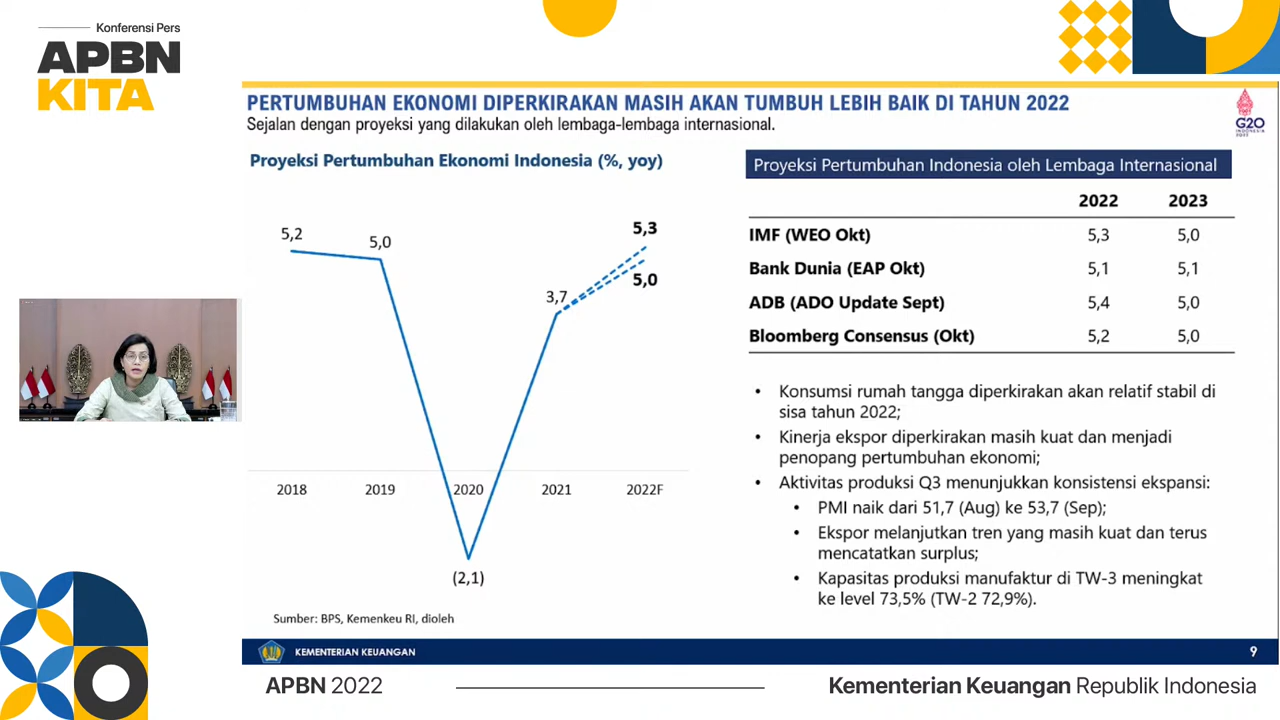 Konferensi Pers
APBN
KITA
PERTUMBUHAN EKONOMI DIPERKIRAKAN MASIH AKAN TUMBUH LEBIH BAIK DI TAHUN 2022
Sejalan dengan proyeksi yang dilakukan oleh lembaga-lembaga internasional.
G20
INDONESIA
2022
Proyeksi Pertumbuhan Ekonomi Indonesia (%, yoy)
5,2
5,0
(2,1)
3,7
5,3
5,0
2018
2019
2020
2021
2022F
Sumber: BPS, Kemenkeu RI, dioleh
Proyeksi Pertumbuhan Indonesia oleh Lembaga Internasional
2022 2023
IMF (WEO Okt) 5,3 5,0
Bank Dunia (EAP Okt) 5,1 5,1
ADB (ADO Update Sept) 5,4 5,0
Bloomberg Consensus (Okt) 5,2 5,0
• Konsumsi rumah tangga diperkirakan akan relatif stabil di
sisa tahun 2022;
• Kinerja ekspor diperkirakan masih kuat dan menjadi
penopang pertumbuhan ekonomi;
• Aktivitas produksi Q3 menunjukkan konsistensi ekspansi:
• PMI naik dari 51,7 (Aug) ke 53,7 (Sep);
• Ekspor melanjutkan tren yang masih kuat dan terus
mencatatkan surplus;
• Kapasitas produksi manufaktur di TW-3 meningkat
ke level 73,5% (TW-2 72,9%).
KEMENTERIAN KEUANGAN
9
APBN 2022
Kementerian Keuangan Republik Indonesia